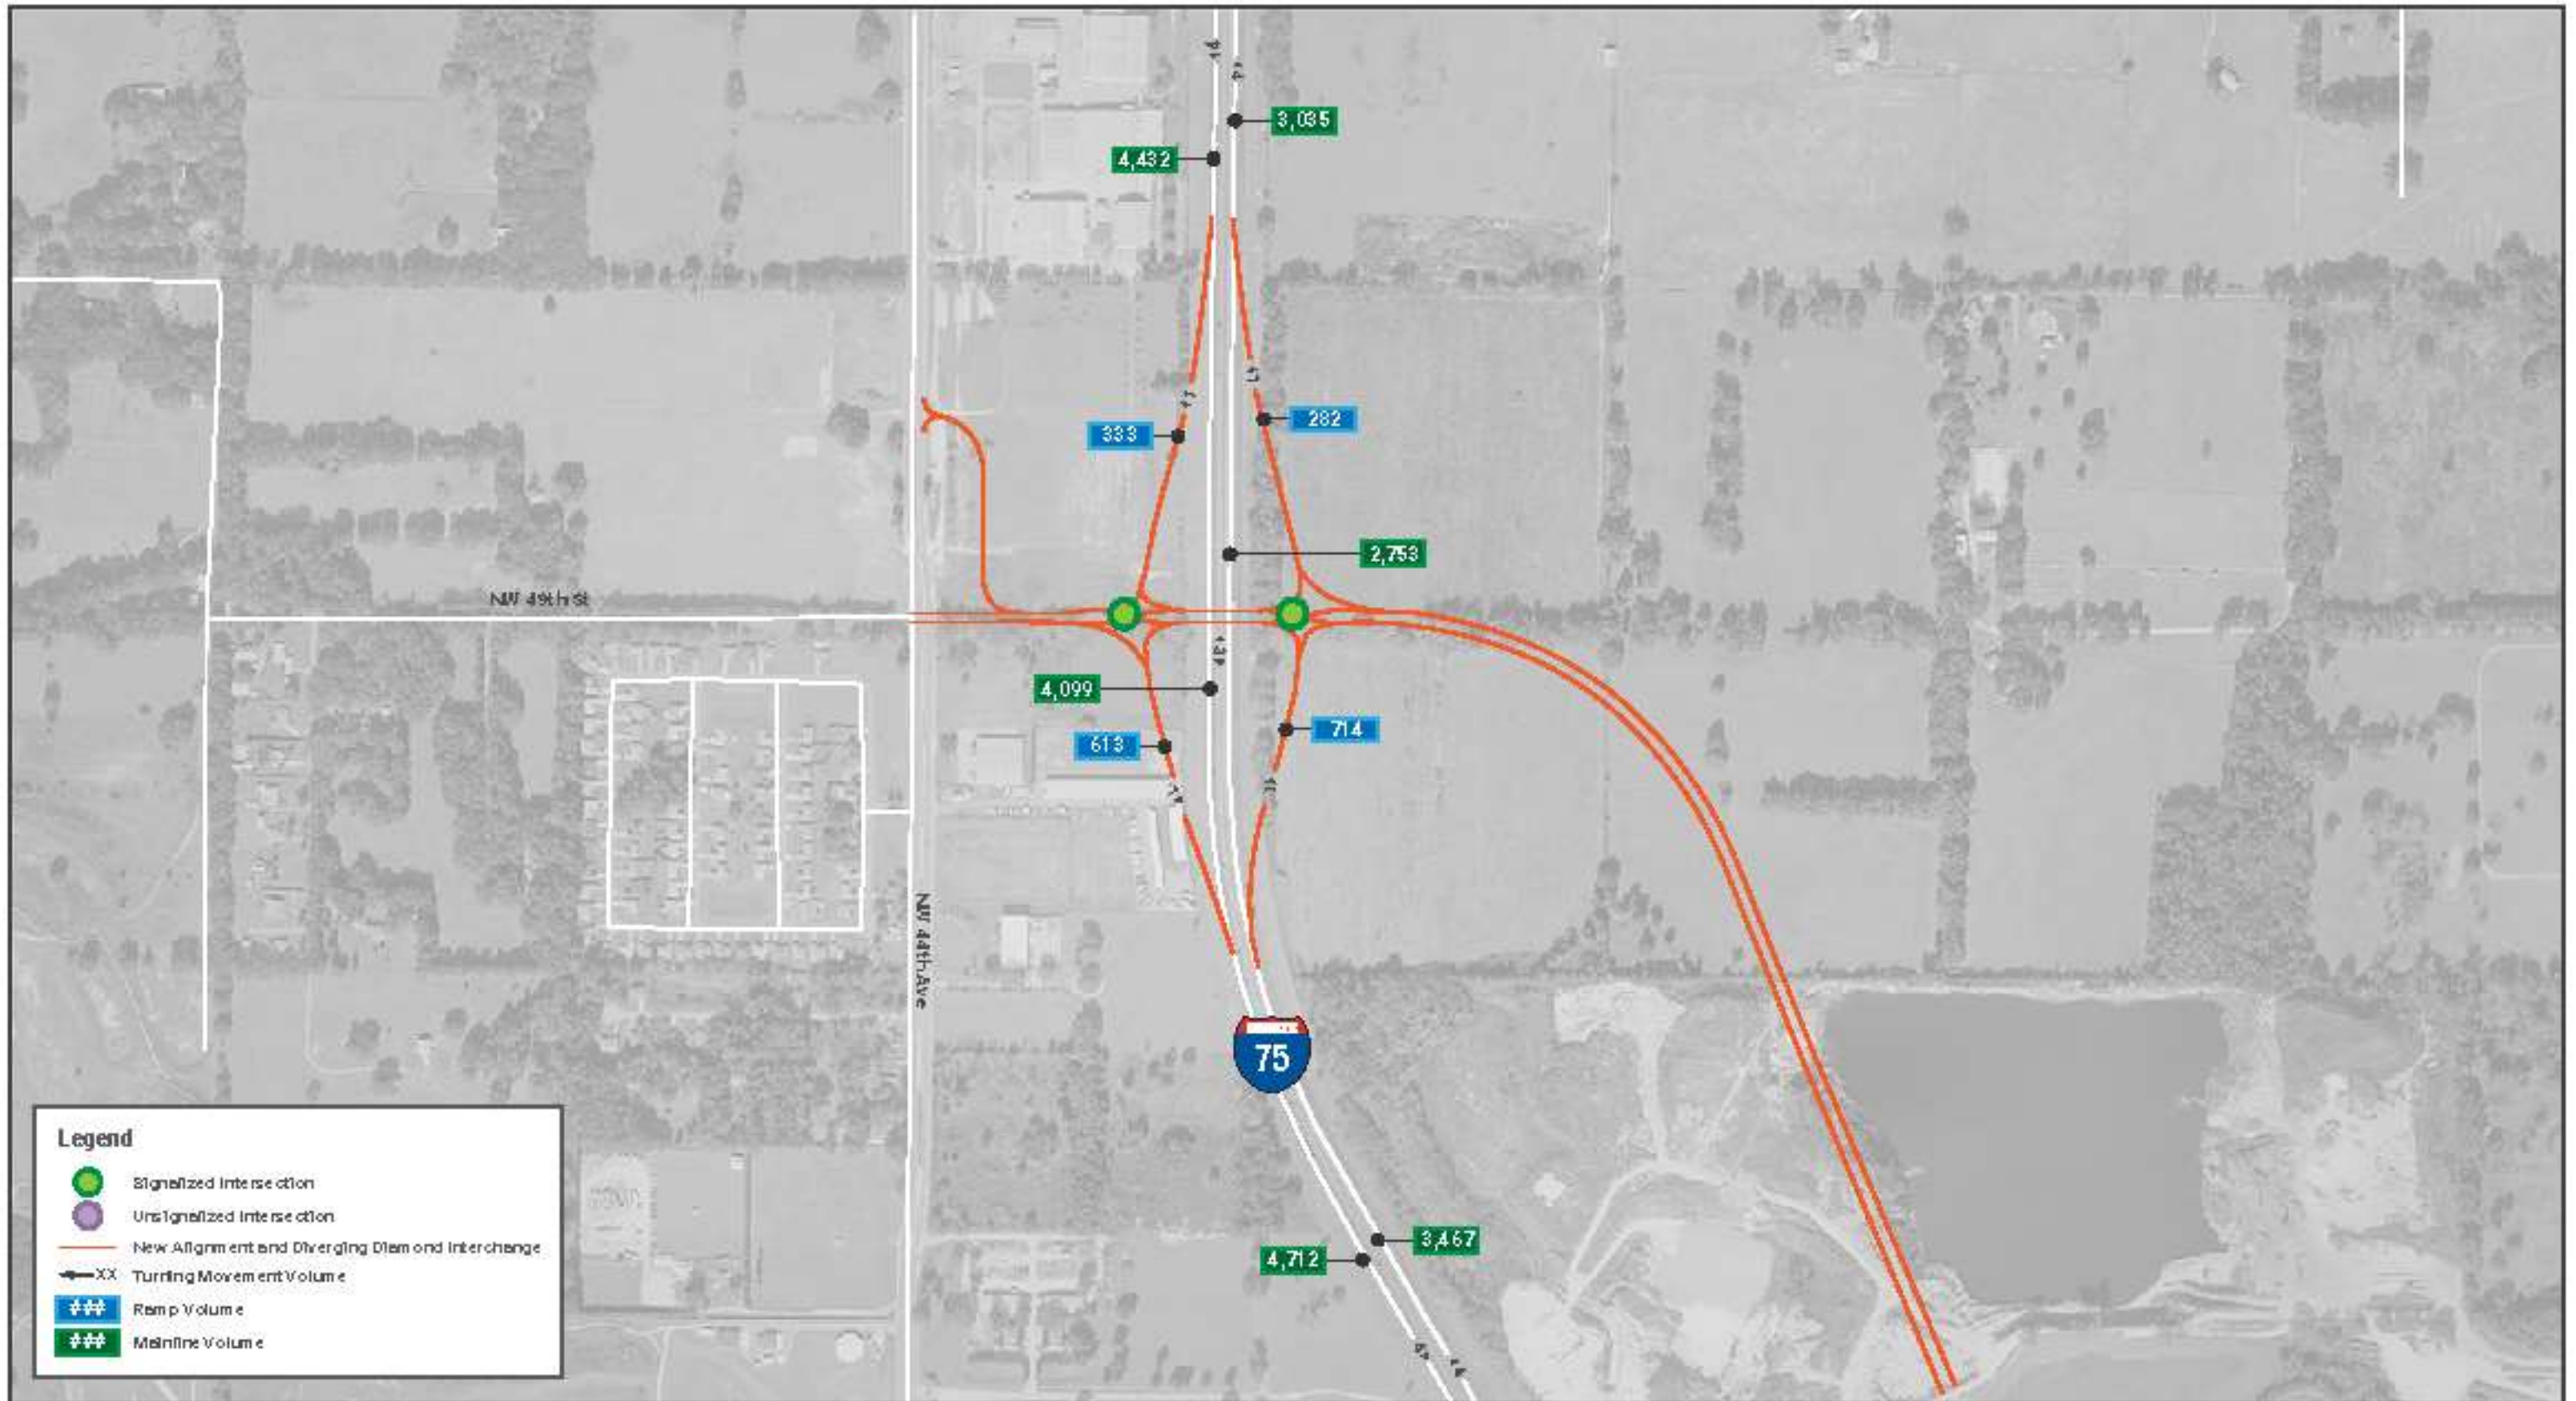 3,035
4,432
333
282
2,753
NW 49th St
4,099
714
613
NW 44th Ave
75
3,467
4,712
Legend
Signalized Intersection
Unsignalized Intersection
New Alignment and Diverging Diamond Interchange
XX Turning Movement Volume
### Ramp Volume
### Mainline Volume